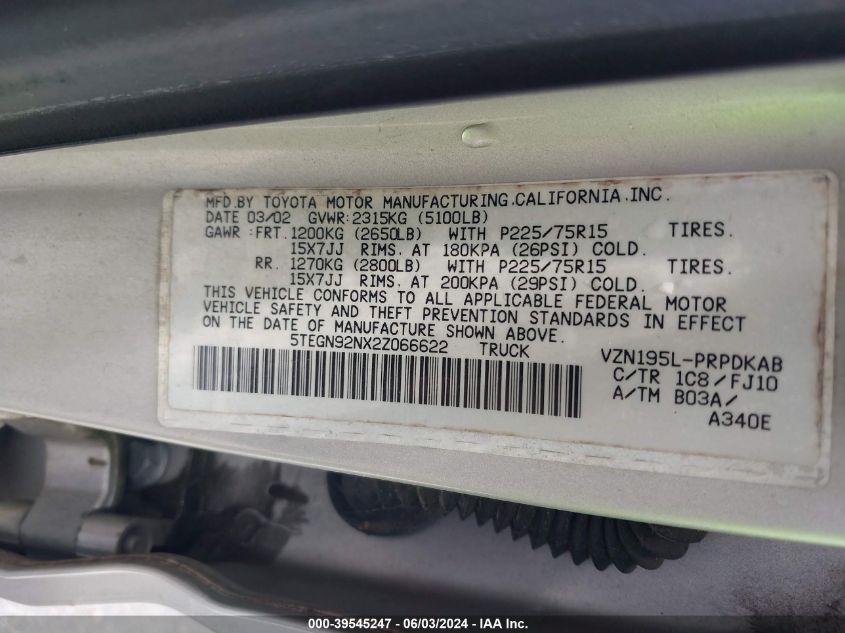 MFD.BY TOYOTA MOTOR MANUFACTURING.CALIFORNIA.INC.
DATE 03/02 GVWR:2315KG (5100LB)
GAWR :FRT.1200KG (2650LB) WITH P225/75R15 TIRES.
15X7JJ RIMS. AT 180KPA (26PSI) COLD.
RR. 1270KG (2800LB) WITH P225/75R15 TIRES.
15X7JJ RIMS. AT 200KPA (29PSI) COLD.
THIS VEHICLE CONFORMS TO ALL APPLICABLE FEDERAL MOTOR
VEHICLE SAFETY AND THEFT PREVENTION STANDARDS IN EFFECT
ON THE DATE OF MANUFACTURE SHOWN ABOVE.
5TEGN92NX2Z066622 TRUCK VZN195L-PRPDKAB
C/TR 1C8/FJ10
A/TM B03A/
A340E
000-39545247 - 06/03/2024 - IAA Inc.